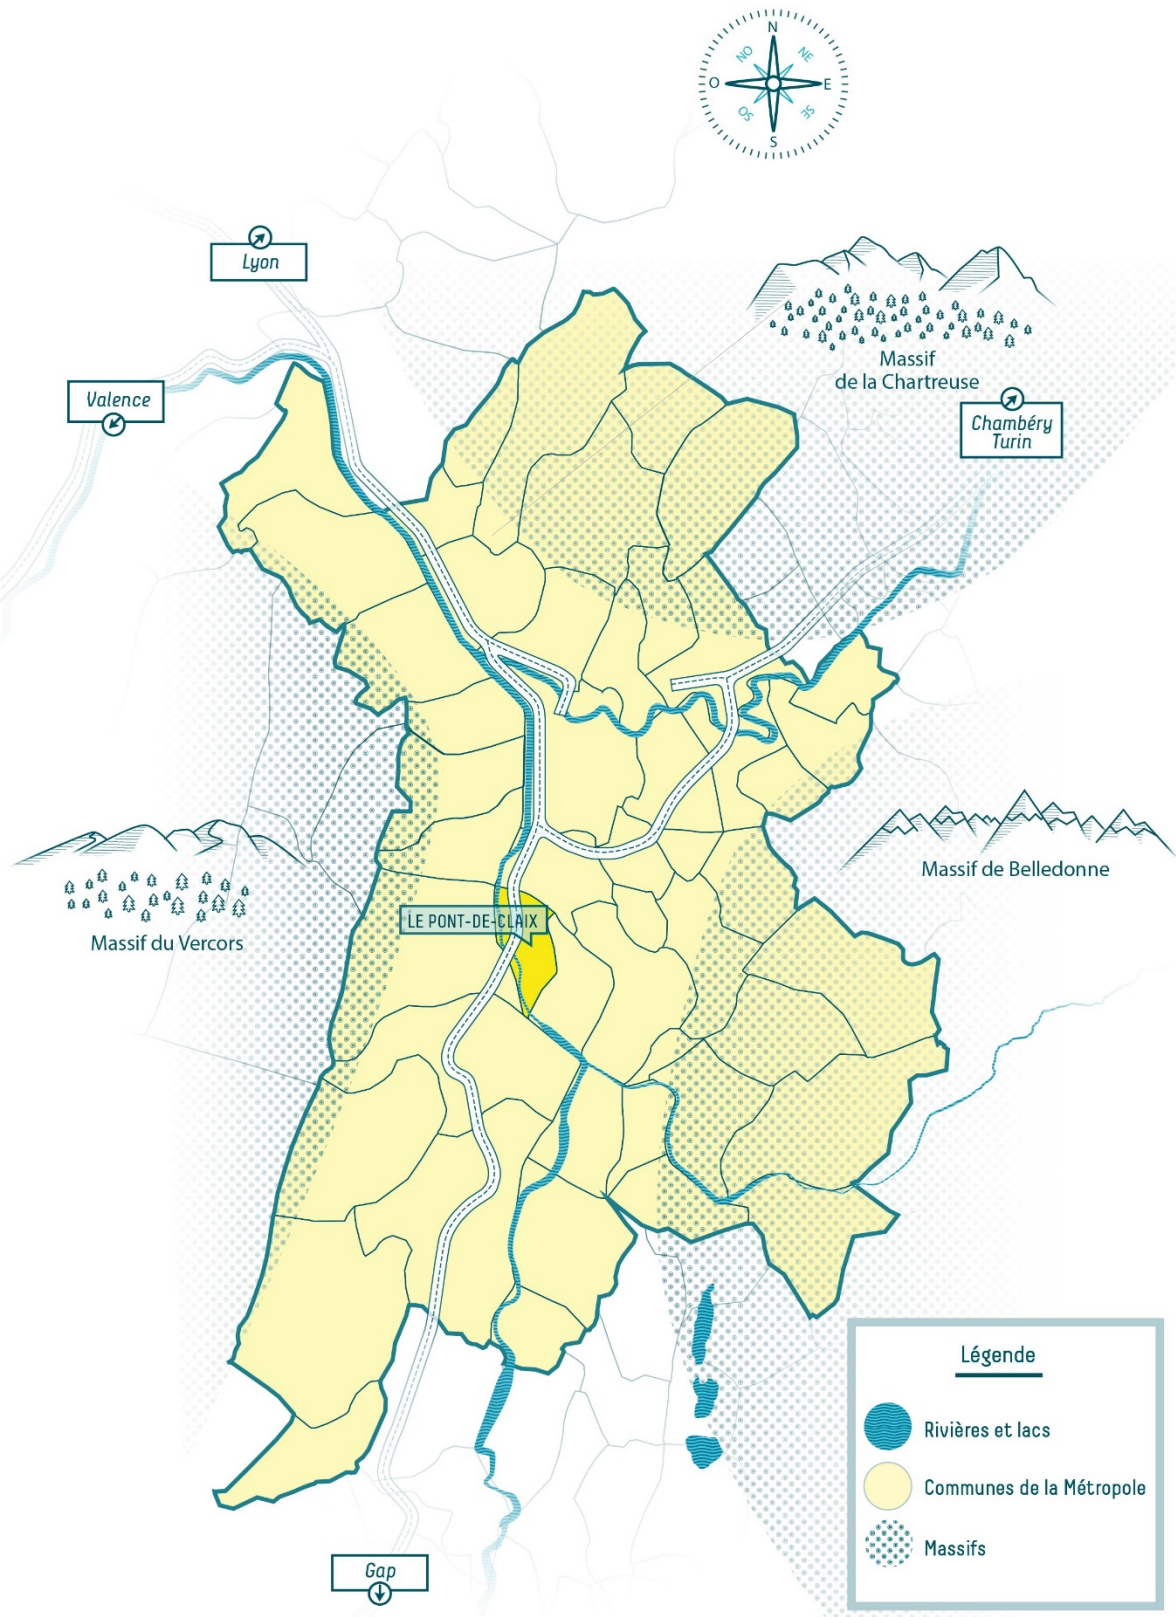 N
NO
NE
O
E
SO
SE
S
Lyon
Valence
Massif
de la Chartreuse
Chambéry
Turin
Massif de Belledonne
LE PONT-DE-CLAIX
Massif du Vercors
Légende
Rivières et lacs
Communes de la Métropole
Massifs
Gap